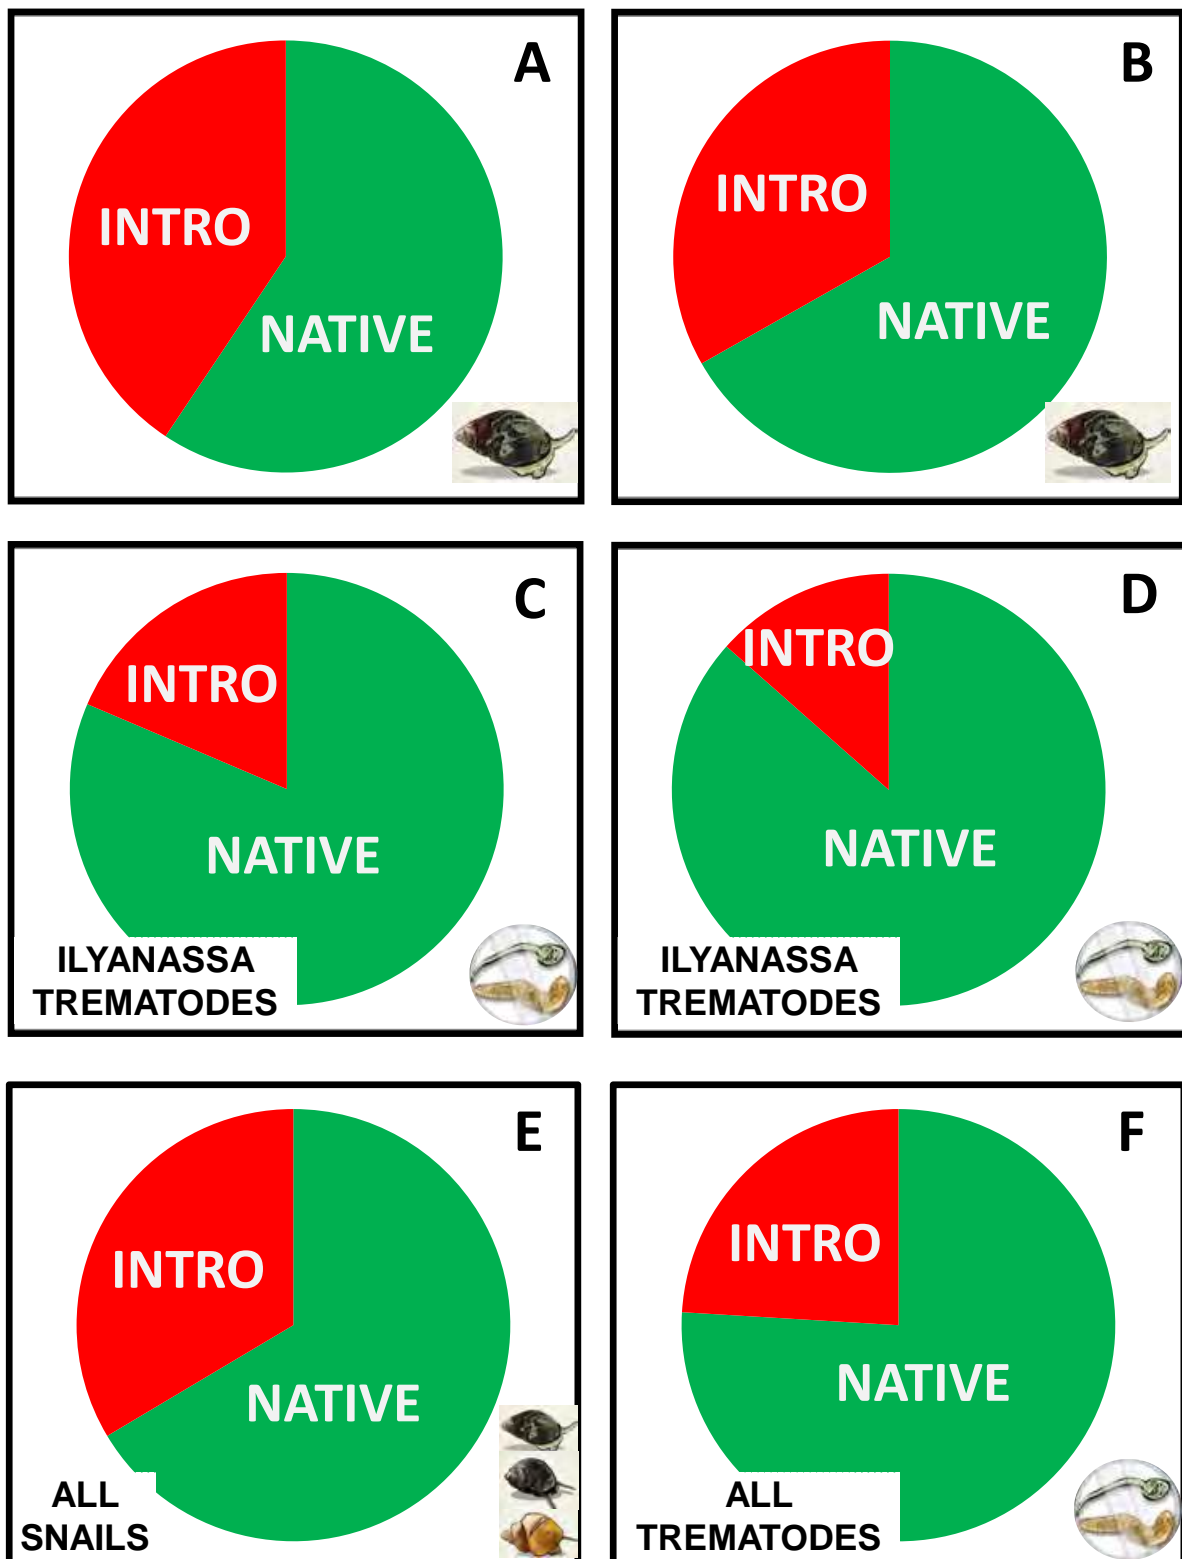 A
INTRO
NATIVE
B
INTRO
NATIVE
C
INTRO
NATIVE
ILYANASSA
TREMATODES
D
INTRO
NATIVE
ILYANASSA
TREMATODES
E
INTRO
NATIVE
ALL
SNAILS
F
INTRO
NATIVE
ALL
TREMATODES